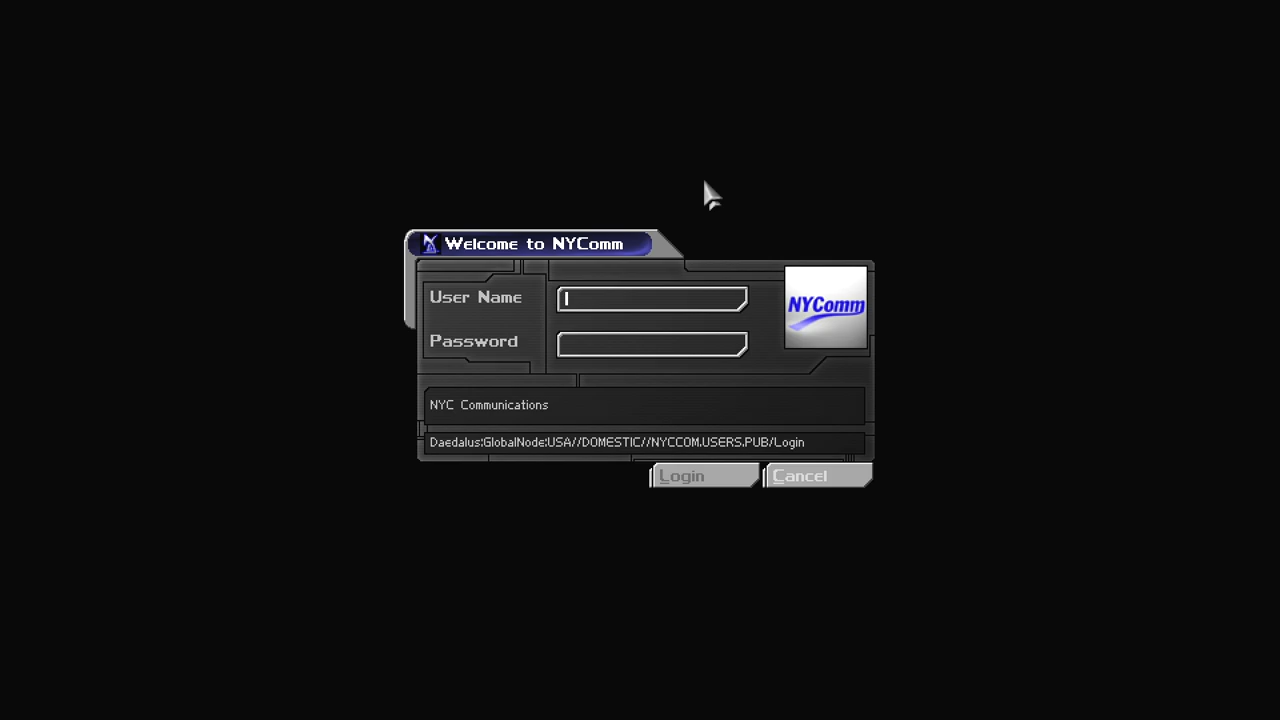 Welcome to NYComm
User Name
NYComm
Password
NYC Communications
Daedalus:GlobalNode:USA//DOMESTIC//NYCCOM.USERS.PUB/Login
Login
Cancel